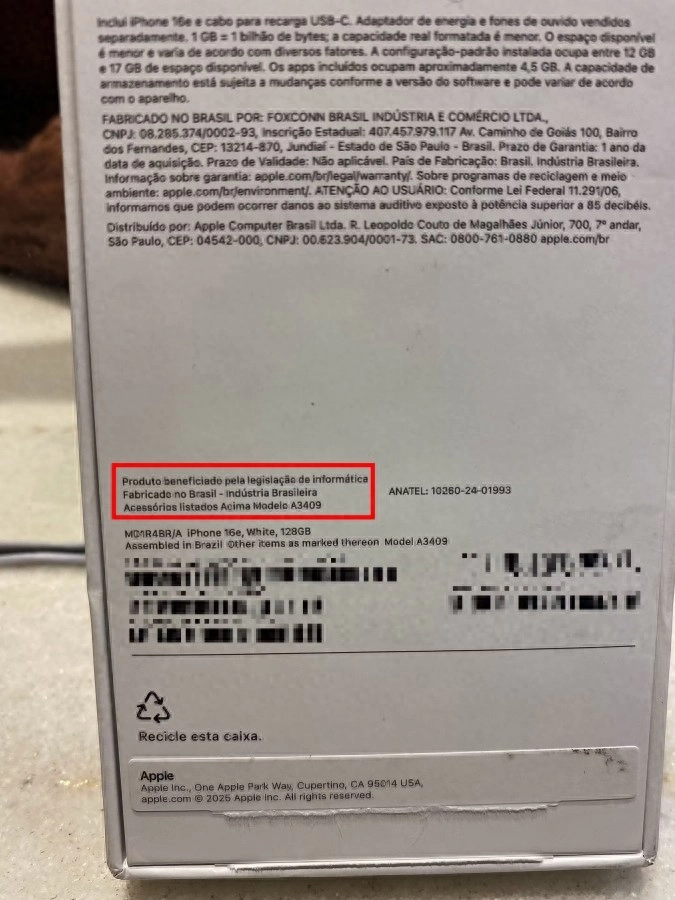 Inclui iPhone 16e e cabo para recarga USB-C. Adaptador de energia e fones de ouvido vendidos
separadamente. 1 GB = 1 bilhão de bytes; a capacidade real formatada é menor. O espaço disponível
é menor e varia de acordo com diversos fatores. A configuração-padrão instalada ocupa entre 12 GB
e 17 GB de espaço disponível. Os apps incluídos ocupam aproximadamente 4,5 GB. A capacidade de
armazenamento está sujeita a mudanças conforme a versão do software e pode variar de acordo
com o aparelho.
FABRICADO NO BRASIL POR: FOXCONN BRASIL INDÚSTRIA E COMÉRCIO LTDA.,
CNPJ: 08.285.374/0002-93, Inscrição Estadual: 407.457.979.117 Av. Caminho de Goiás 100, Bairro
dos Fernandes, CEP: 13214-870, Jundiaí - Estado de São Paulo - Brasil. Prazo de Garantia: 1 ano da
data de aquisição. Prazo de Validade: Não aplicável. País de Fabricação: Brasil. Indústria Brasileira.
Informação sobre garantia: apple.com/br/legal/warranty/. Sobre programas de reciclagem e meio
ambiente: apple.com/br/environment/. ATENÇÃO AO USUÁRIO: Conforme Lei Federal 11.291/06,
informamos que podem ocorrer danos ao sistema auditivo exposto à potência superior a 85 decibéis.
Distribuído por: Apple Computer Brasil Ltda. R. Leopoldo Couto de Magalhães Júnior, 700, 7º andar,
São Paulo, CEP: 04542-000, CNPJ: 00.623.904/0001-73. SAC: 0800-761-0880 apple.com/br
Produto beneficiado pela legislação de informática
Fabricado no Brasil - Indústria Brasileira
Acessórios listados Acima Modelo A3409
ANATEL: 10260-24-01993
MD1R4BR/A iPhone 16e, White, 128GB
Assembled in Brazil Other items as marked thereon Model A3409
Recicle esta caixa.
Apple
Apple Inc., One Apple Park Way, Cupertino, CA 95014 USA,
apple.com © 2025 Apple Inc. All rights reserved.